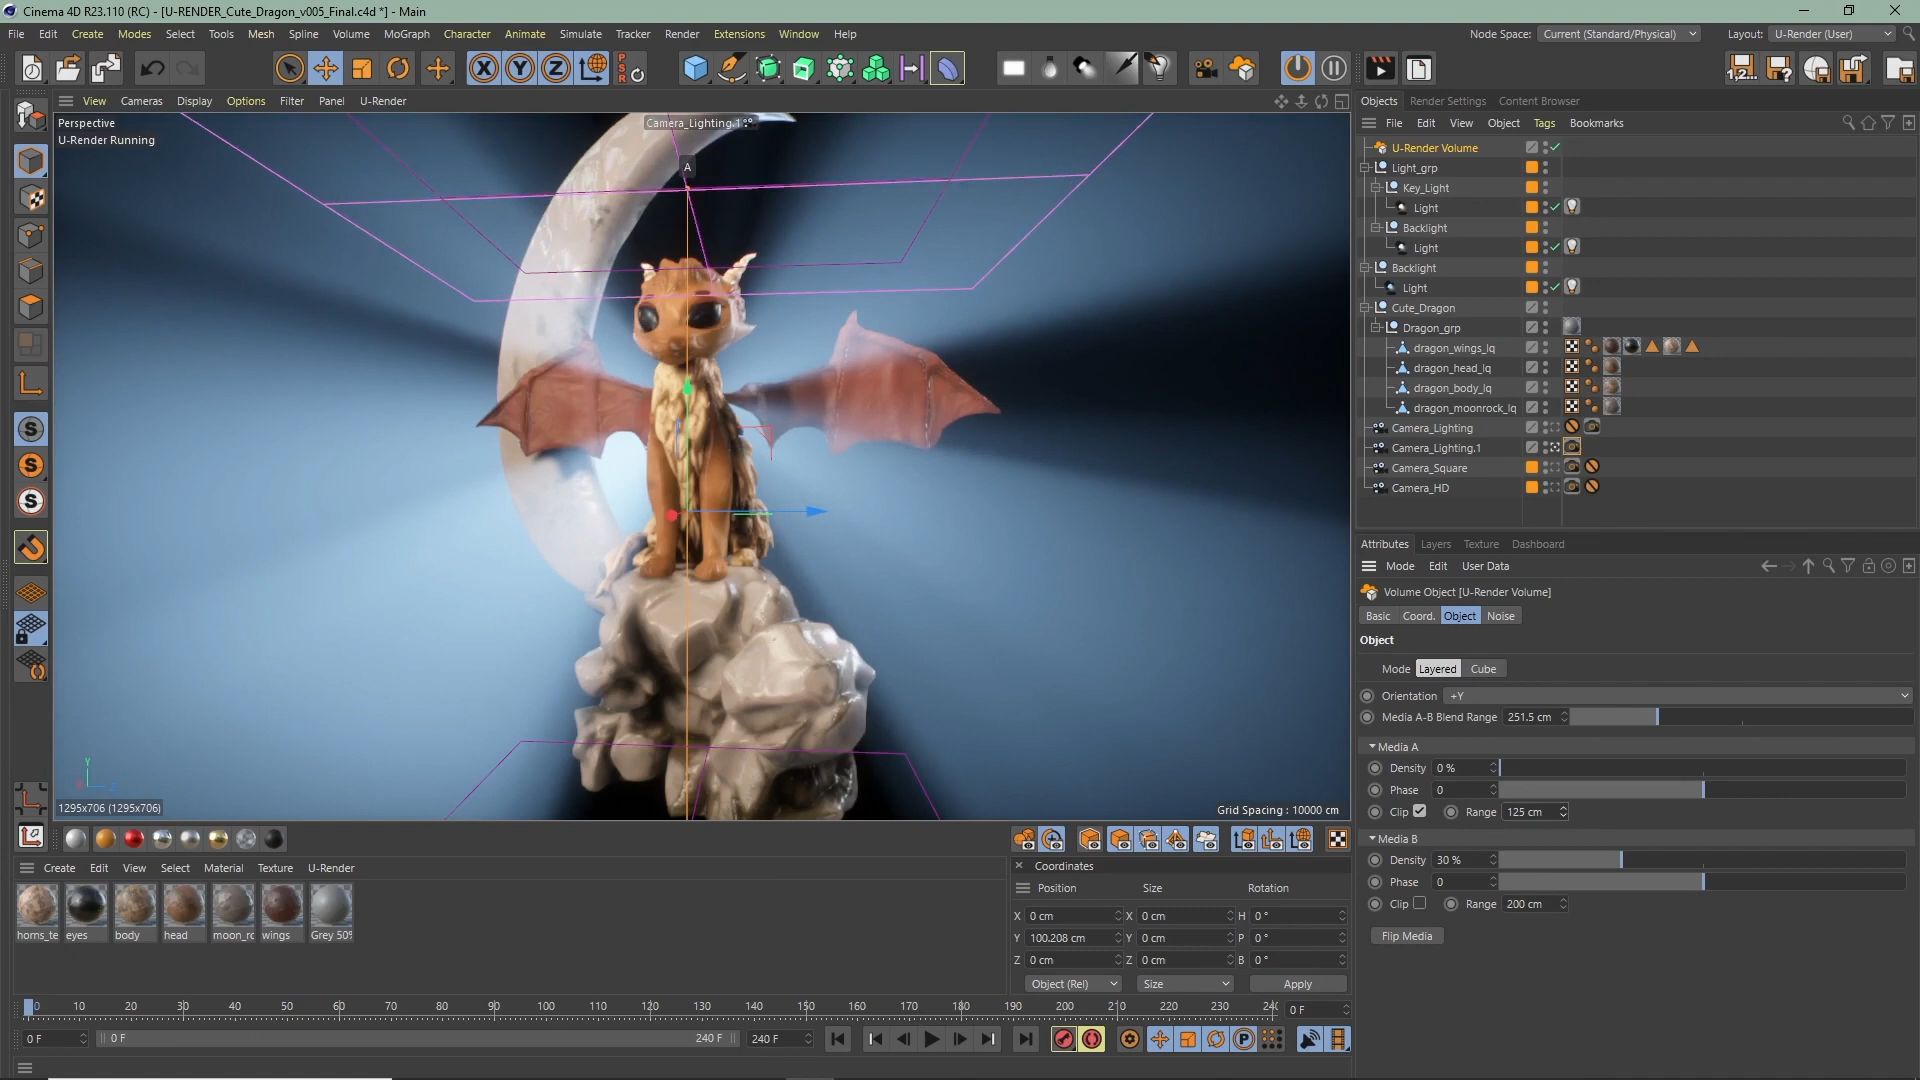 Cinema 4D R23.110 (RC) - [U-RENDER_Cute_Dragon_v005_Final.c4d *] - Main
File Edit Create Modes Select Tools Mesh Spline Volume MoGraph Character Animate Simulate Tracker Render Extensions Window Help
Node Space: Current (Standard/Physical) Layout: U-Render (User)
X Y Z PSR
View Cameras Display Options Filter Panel U-Render
Perspective
U-Render Running
Camera_Lighting.1
A
1295x706 (1295x706)
Grid Spacing : 10000 cm
Objects Render Settings Content Browser
File Edit View Object Tags Bookmarks
U-Render Volume
Light_grp
Key_Light
Light
Backlight
Light
Backlight
Light
Cute_Dragon
Dragon_grp
dragon_wings_lq
dragon_head_lq
dragon_body_lq
dragon_moonrock_lq
Camera_Lighting
Camera_Lighting.1
Camera_Square
Camera_HD
Attributes Layers Texture Dashboard
Mode Edit User Data
Volume Object [U-Render Volume]
Basic Coord. Object Noise
Object
Mode Layered Cube
Orientation +Y
Media A-B Blend Range 251.5 cm
Media A
Density 0 %
Phase 0
Clip Range 125 cm
Media B
Density 30 %
Phase 0
Clip Range 200 cm
Flip Media
Create Edit View Select Material Texture U-Render
horns_te eyes body head moon_rc wings Grey 50%
Coordinates
Position Size Rotation
X 0 cm X 0 cm H 0 °
Y 100.208 cm Y 0 cm P 0 °
Z 0 cm Z 0 cm B 0 °
Object (Rel) Size Apply
0 10 20 30 40 50 60 70 80 90 100 110 120 130 140 150 160 170 180 190 200 210 220 230 240 0 F
0 F 0 F 240 F 240 F